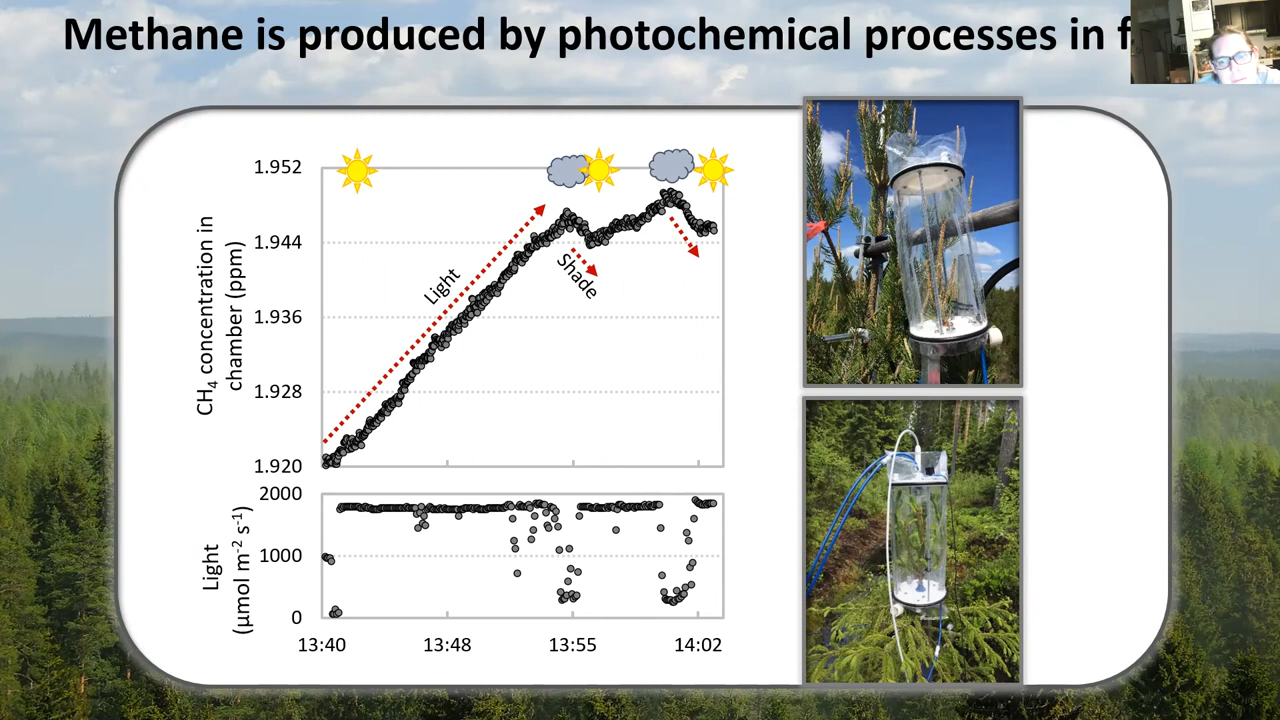 Methane is produced by photochemical processes in f
1.952
1.944
1.936
1.928
1.920
CH₄ concentration in
chamber (ppm)
Light
Shade
2000
1000
0
Light
(µmol m⁻² s⁻¹)
13:40
13:48
13:55
14:02